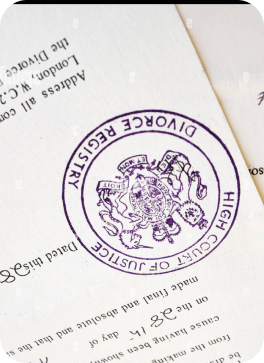 from the making
cause having been shown
on the 28 th day of
made final and absolute and that the
Dated this 28
HIGH COURT OF JUSTICE
DIVORCE REGISTRY
Address all com
London, W.C.2
the Divorce